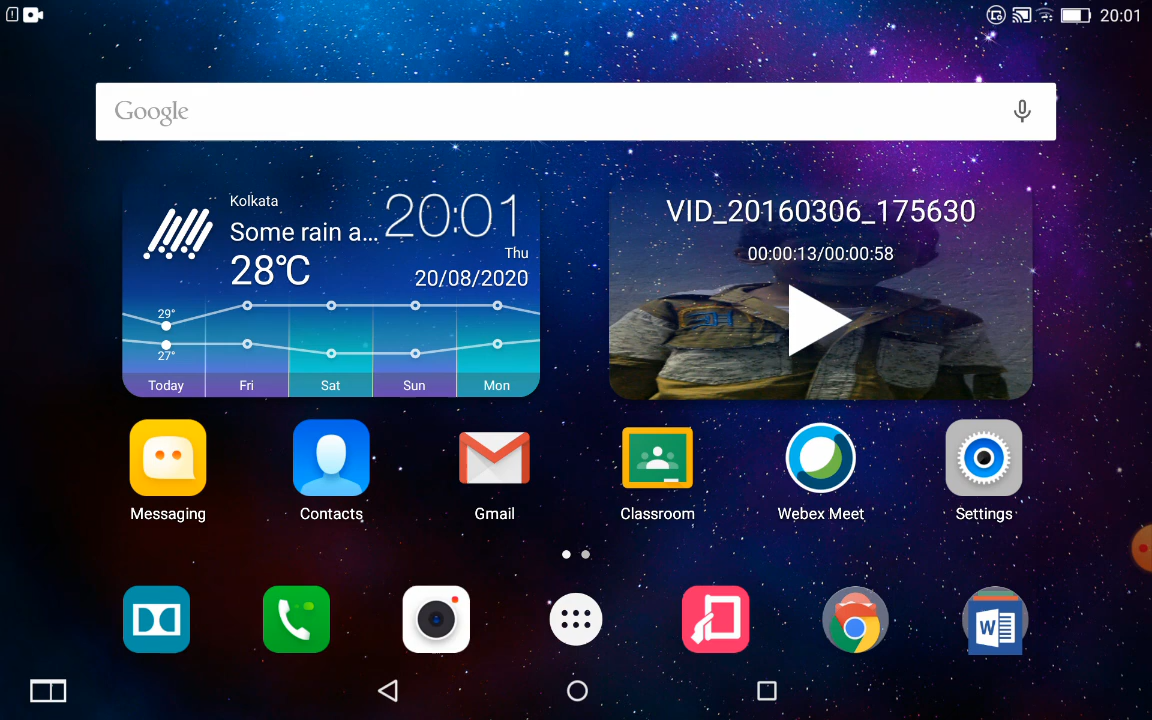 20:01
Google
Kolkata
Some rain a...
28℃
20:01
Thu
20/08/2020
29°
27°
Today
Fri
Sat
Sun
Mon
VID_20160306_175630
00:00:13/00:00:58
Messaging
Contacts
Gmail
Classroom
Webex Meet
Settings
W